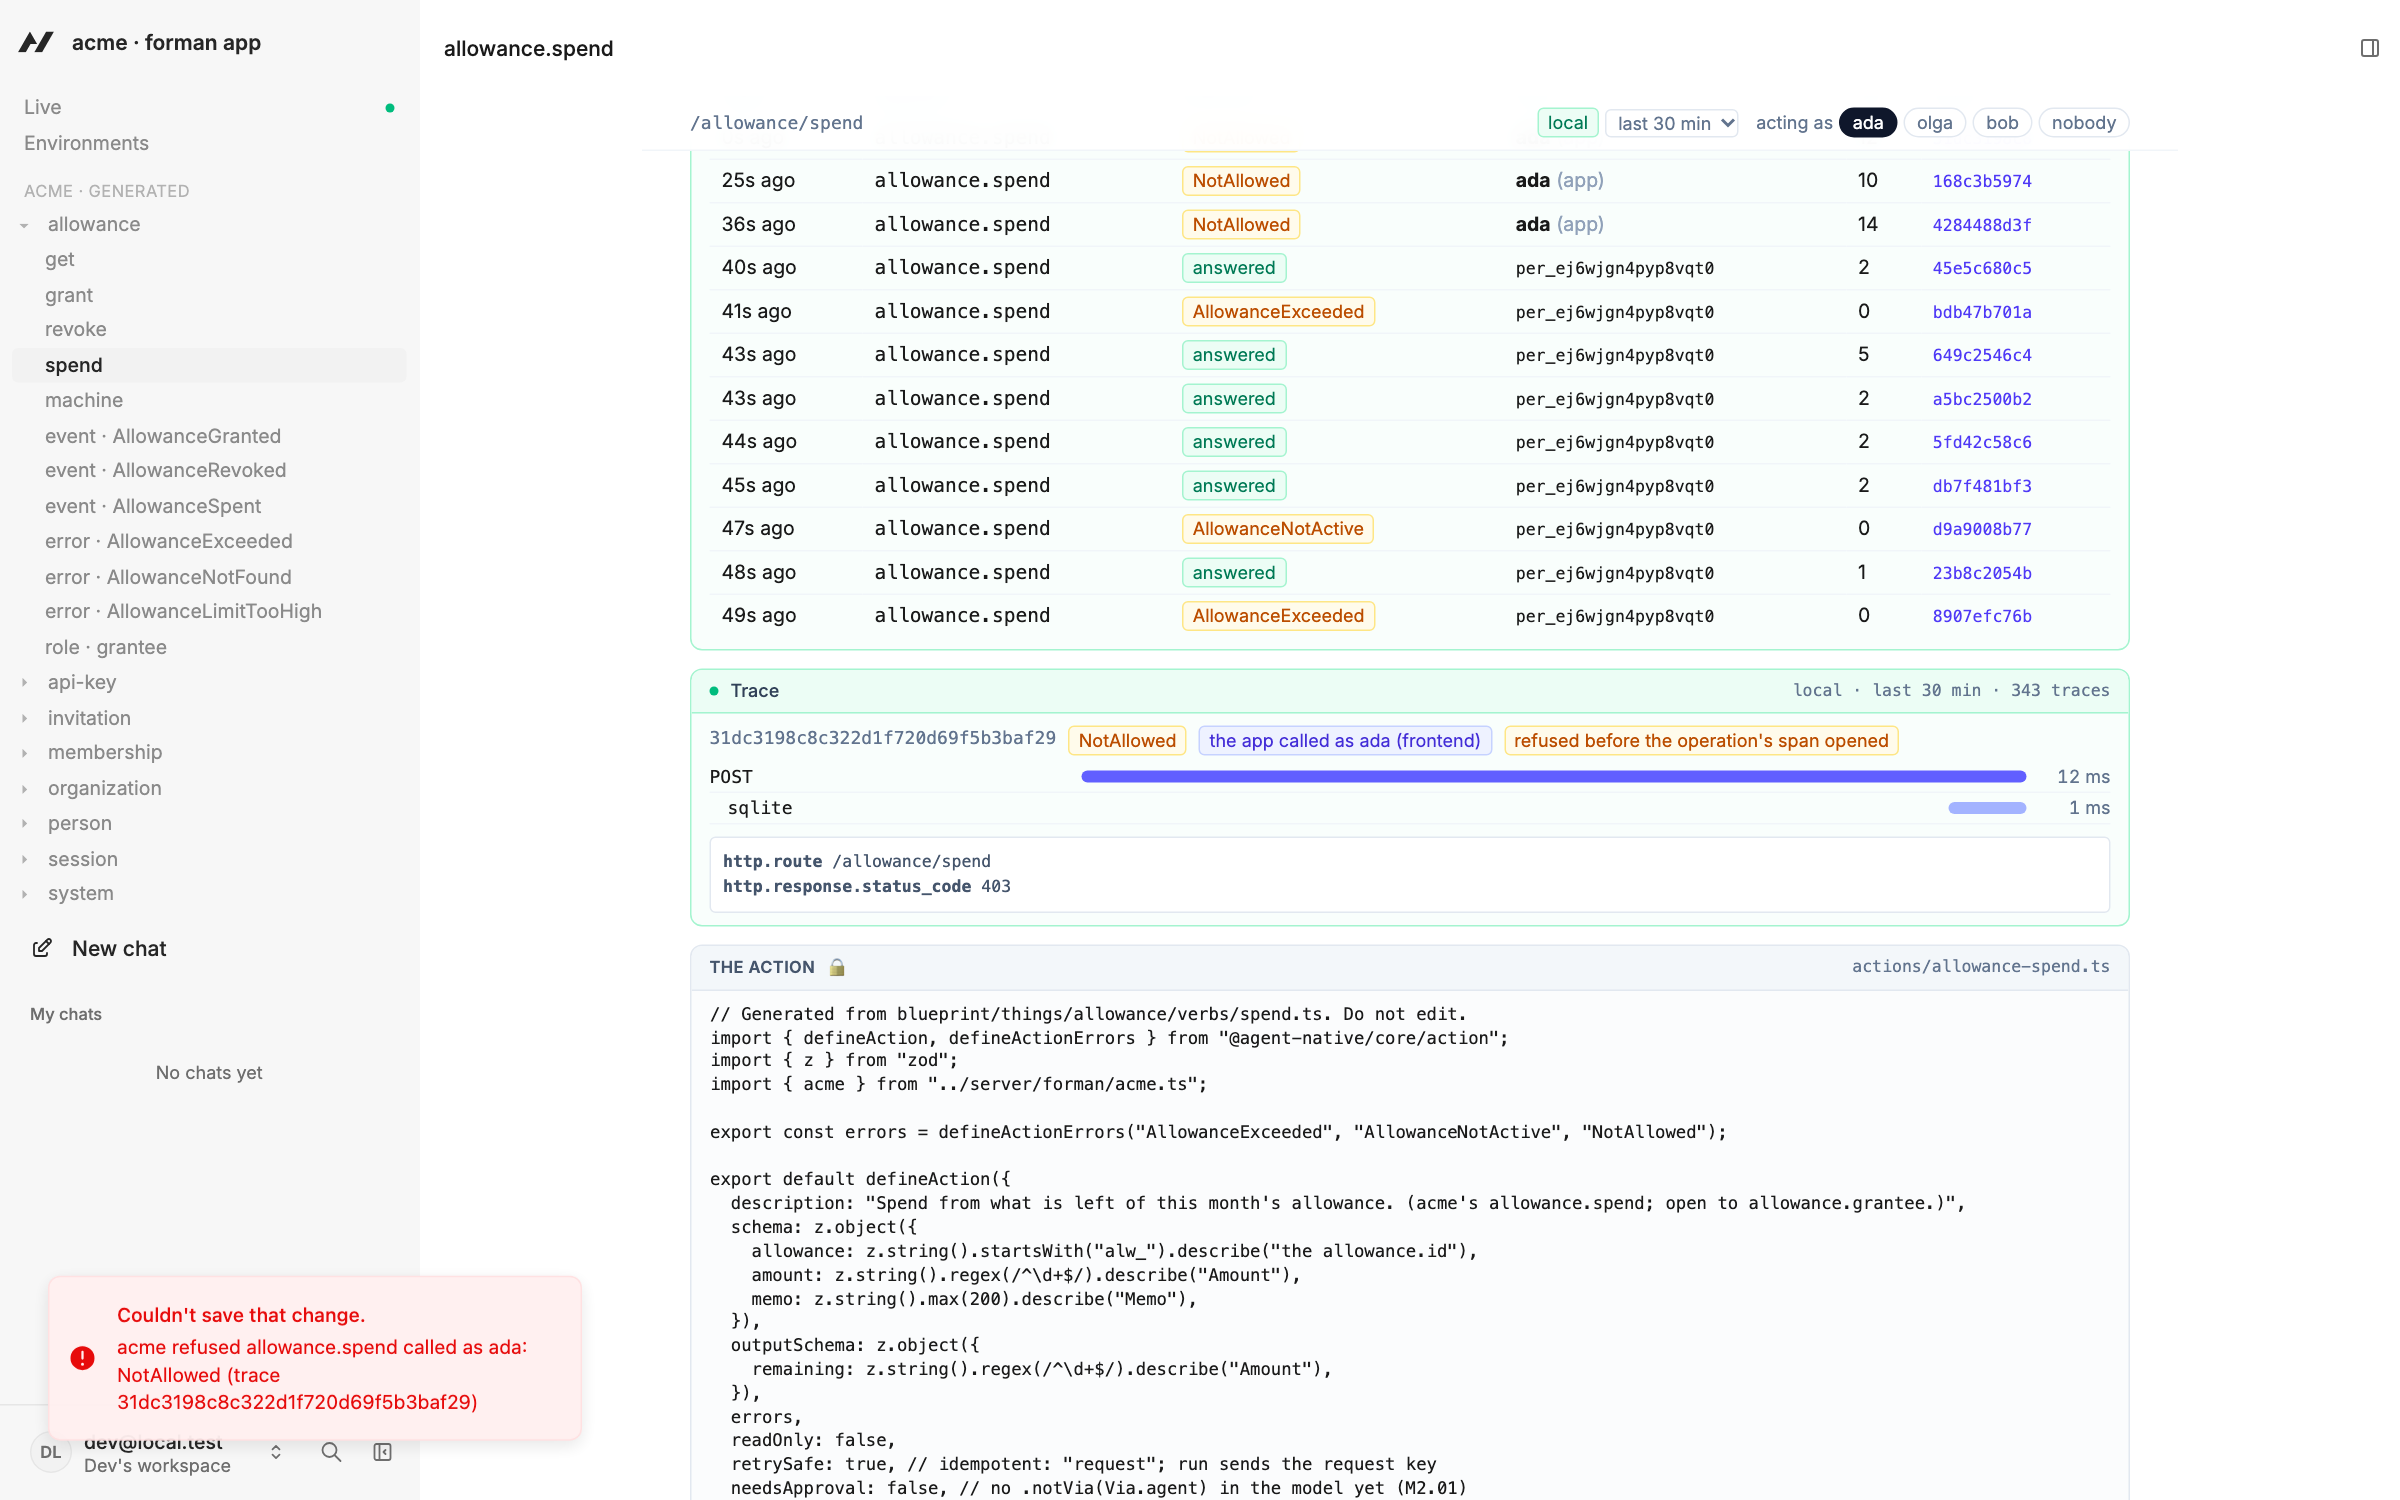 acme · forman app
Live
Environments
ACME · GENERATED
allowance
get
grant
revoke
spend
machine
event · AllowanceGranted
event · AllowanceRevoked
event · AllowanceSpent
error · AllowanceExceeded
error · AllowanceNotFound
error · AllowanceLimitTooHigh
role · grantee
api-key
invitation
membership
organization
person
session
system
New chat
My chats
No chats yet
Couldn't save that change.
acme refused allowance.spend called as ada:
NotAllowed (trace
31dc3198c8c322d1f720d69f5b3baf29)
DL
dev@local.test
Dev's workspace
allowance.spend
/allowance/spend
local last 30 min acting as ada olga bob nobody
25s ago allowance.spend NotAllowed ada (app) 10 168c3b5974
36s ago allowance.spend NotAllowed ada (app) 14 4284488d3f
40s ago allowance.spend answered per_ej6wjgn4pyp8vqt0 2 45e5c680c5
41s ago allowance.spend AllowanceExceeded per_ej6wjgn4pyp8vqt0 0 bdb47b701a
43s ago allowance.spend answered per_ej6wjgn4pyp8vqt0 5 649c2546c4
43s ago allowance.spend answered per_ej6wjgn4pyp8vqt0 2 a5bc2500b2
44s ago allowance.spend answered per_ej6wjgn4pyp8vqt0 2 5fd42c58c6
45s ago allowance.spend answered per_ej6wjgn4pyp8vqt0 2 db7f481bf3
47s ago allowance.spend AllowanceNotActive per_ej6wjgn4pyp8vqt0 0 d9a9008b77
48s ago allowance.spend answered per_ej6wjgn4pyp8vqt0 1 23b8c2054b
49s ago allowance.spend AllowanceExceeded per_ej6wjgn4pyp8vqt0 0 8907efc76b
Trace local · last 30 min · 343 traces
31dc3198c8c322d1f720d69f5b3baf29 NotAllowed the app called as ada (frontend) refused before the operation's span opened
POST 12 ms
sqlite 1 ms
http.route /allowance/spend
http.response.status_code 403
THE ACTION actions/allowance-spend.ts
// Generated from blueprint/things/allowance/verbs/spend.ts. Do not edit.
import { defineAction, defineActionErrors } from "@agent-native/core/action";
import { z } from "zod";
import { acme } from "../server/forman/acme.ts";
export const errors = defineActionErrors("AllowanceExceeded", "AllowanceNotActive", "NotAllowed");
export default defineAction({
description: "Spend from what is left of this month's allowance. (acme's allowance.spend; open to allowance.grantee.)",
schema: z.object({
allowance: z.string().startsWith("alw_").describe("the allowance.id"),
amount: z.string().regex(/^\d+$/).describe("Amount"),
memo: z.string().max(200).describe("Memo"),
}),
outputSchema: z.object({
remaining: z.string().regex(/^\d+$/).describe("Amount"),
}),
errors,
readOnly: false,
retrySafe: true, // idempotent: "request"; run sends the request key
needsApproval: false, // no .notVia(Via.agent) in the model yet (M2.01)